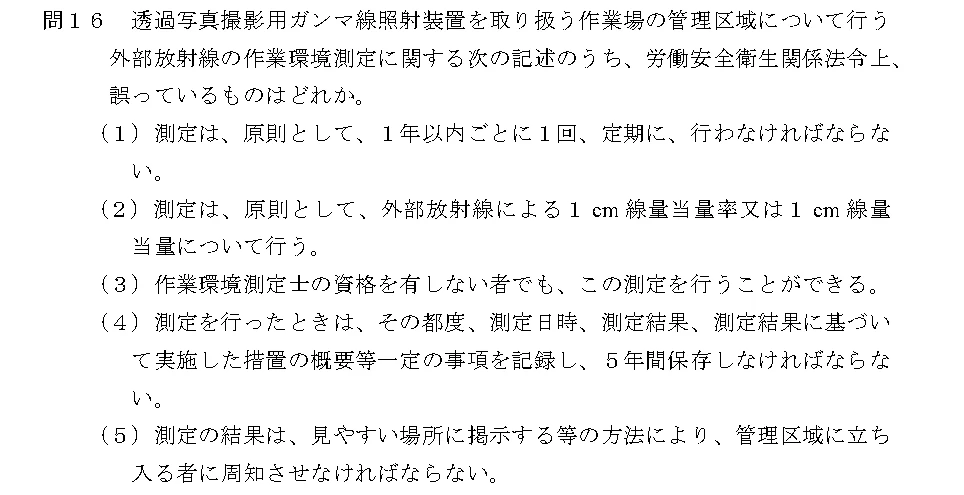 問１６　透過写真撮影用ガンマ線照射装置を取り扱う作業場の管理区域について行う
外部放射線の作業環境測定に関する次の記述のうち、労働安全衛生関係法令上、
誤っているものはどれか。
（１）測定は、原則として、１年以内ごとに１回、定期に、行わなければならな
い。
（２）測定は、原則として、外部放射線による１ cm 線量当量率又は１ cm 線量
当量について行う。
（３）作業環境測定士の資格を有しない者でも、この測定を行うことができる。
（４）測定を行ったときは、その都度、測定日時、測定結果、測定結果に基づい
て実施した措置の概要等一定の事項を記録し、５年間保存しなければならな
い。
（５）測定の結果は、見やすい場所に掲示する等の方法により、管理区域に立ち
入る者に周知させなければならない。